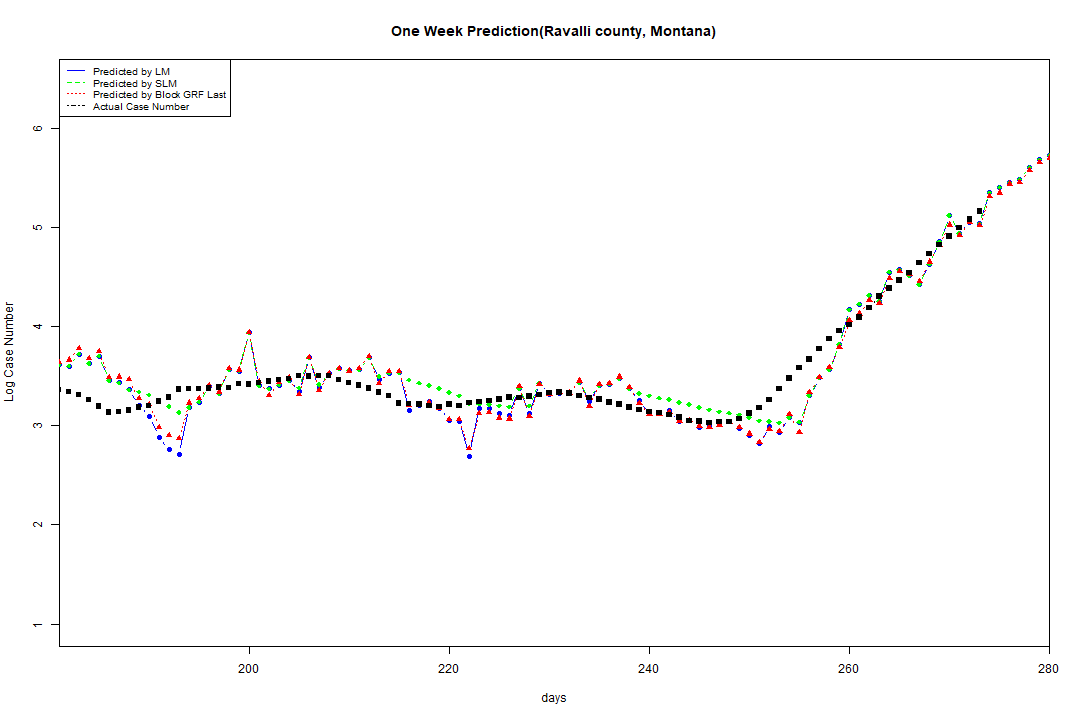 One Week Prediction(Ravalli county, Montana)
Predicted by LM
Predicted by SLM
Predicted by Block GRF Last
Actual Case Number
Log Case Number
6
5
4
3
2
1
200 220 240 260 280
days